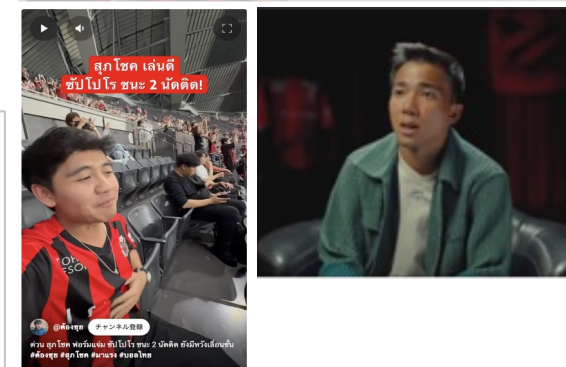 สุภโชค เล่นดี
ซัปโปโร ชนะ 2 นัดติด!
@ต้องซุย チャンネル登録
ด่วน สุภโชค ฟอร์มแจ่ม ซัปโปโร ชนะ 2 นัดติด ยังมีหวังเลื่อนชั้น
#ต้องซุย #สุภโชค #มาแรง #บอลไทย